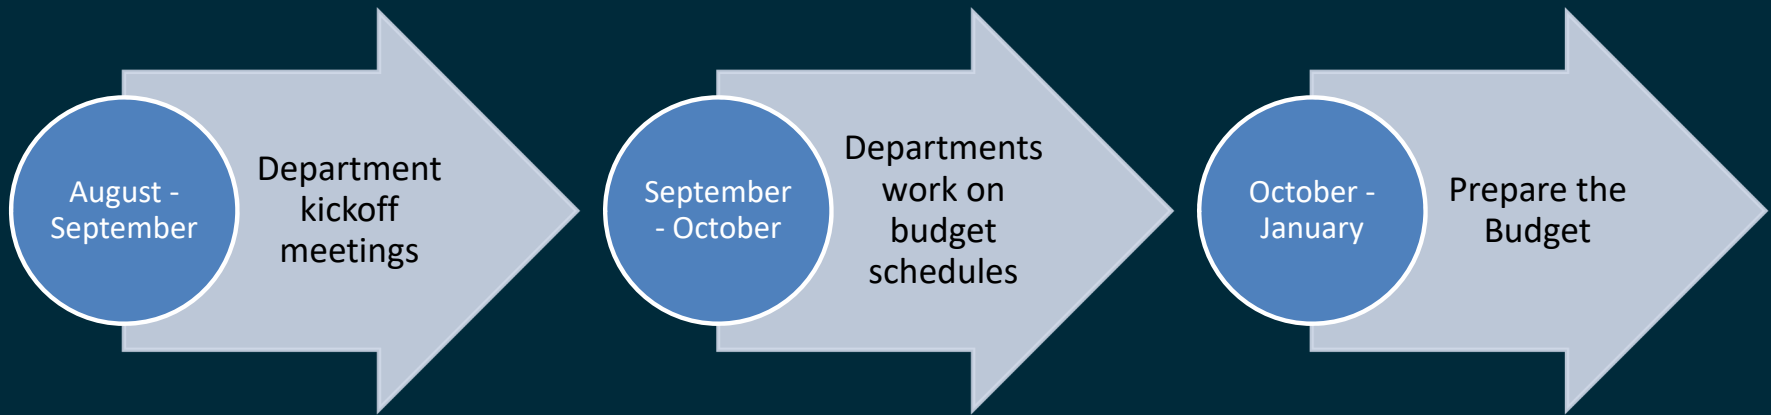 August -
September
Department
kickoff
meetings
September
- October
Departments
work on
budget
schedules
October -
January
Prepare the
Budget